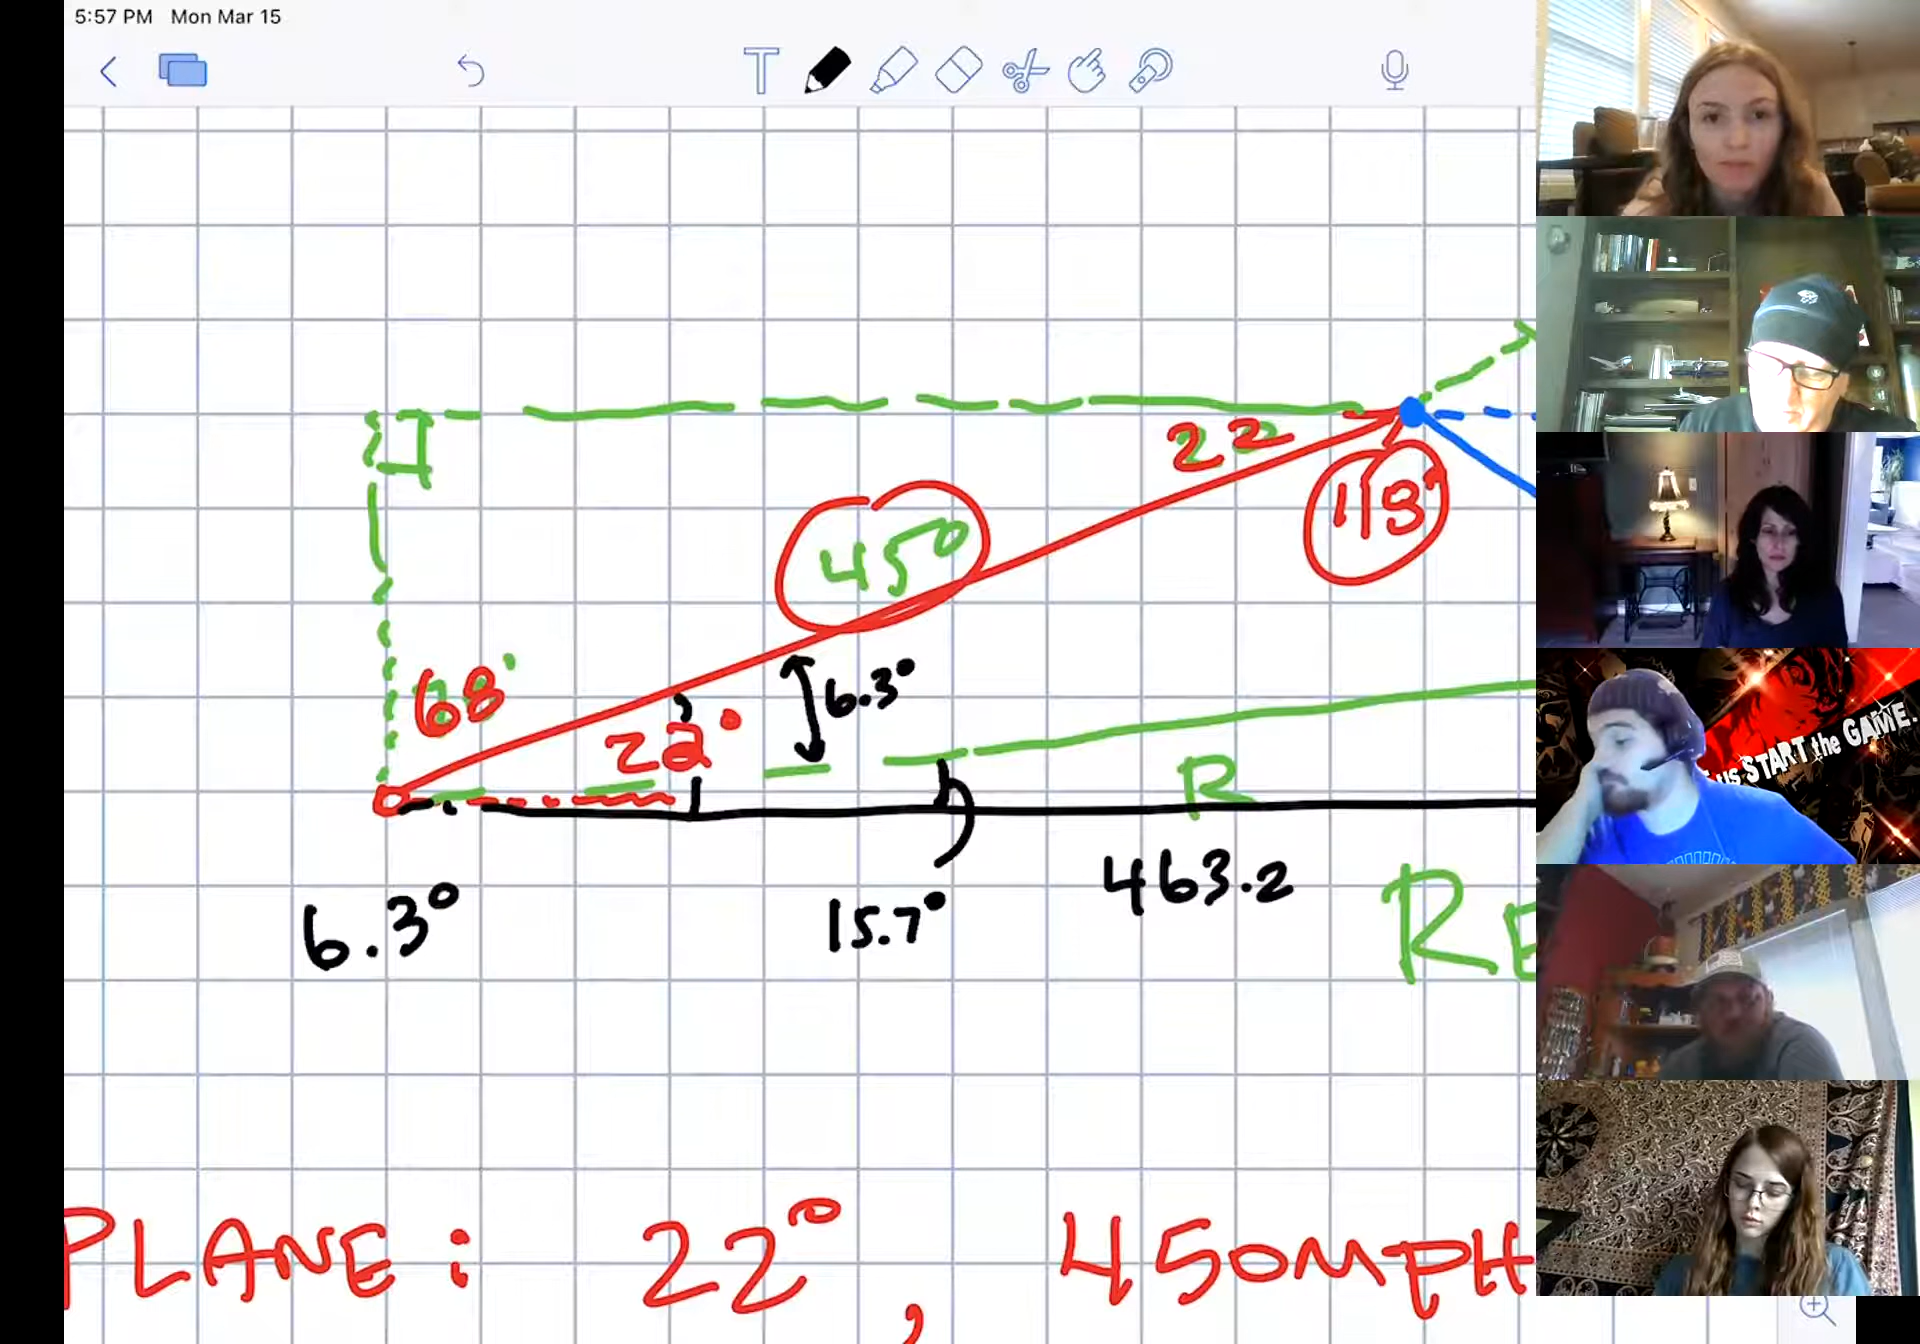 5:57 PM Mon Mar 15
T
22
118°
450
68°
6.3°
22°
R
463.2
6.3°
15.7°
RE
START the GAME.
PLANE: 22°, 450MPH